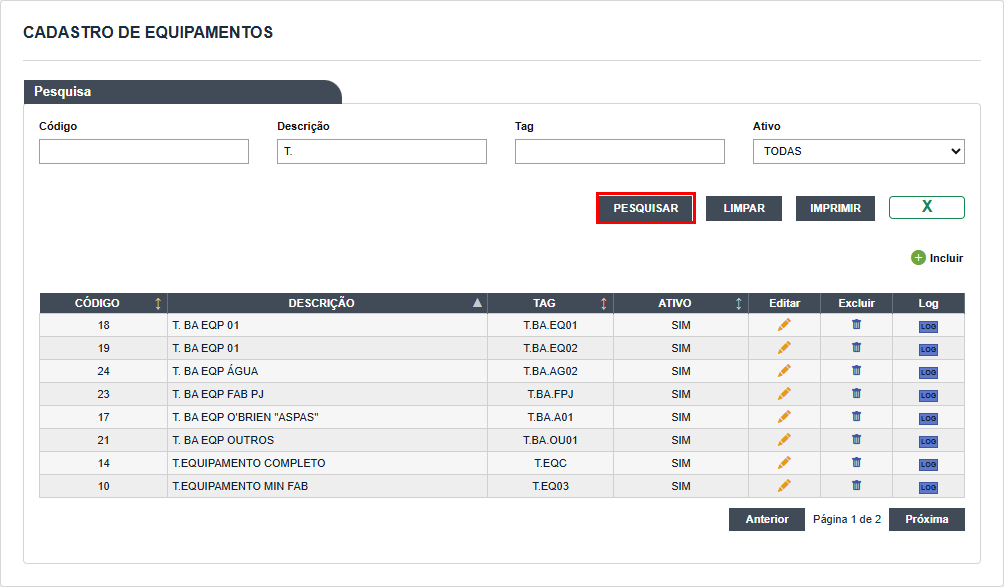 CADASTRO DE EQUIPAMENTOS
Pesquisa
Código Descrição Tag Ativo
T. TODAS
PESQUISAR LIMPAR IMPRIMIR X
Incluir
CÓDIGO DESCRIÇÃO TAG ATIVO Editar Excluir Log
18 T. BA EQP 01 T.BA.EQ01 SIM LOG
19 T. BA EQP 01 T.BA.EQ02 SIM LOG
24 T. BA EQP ÁGUA T.BA.AG02 SIM LOG
23 T. BA EQP FAB PJ T.BA.FPJ SIM LOG
17 T. BA EQP O'BRIEN "ASPAS" T.BA.A01 SIM LOG
21 T. BA EQP OUTROS T.BA.OU01 SIM LOG
14 T.EQUIPAMENTO COMPLETO T.EQC SIM LOG
10 T.EQUIPAMENTO MIN FAB T.EQ03 SIM LOG
Anterior Página 1 de 2 Próxima